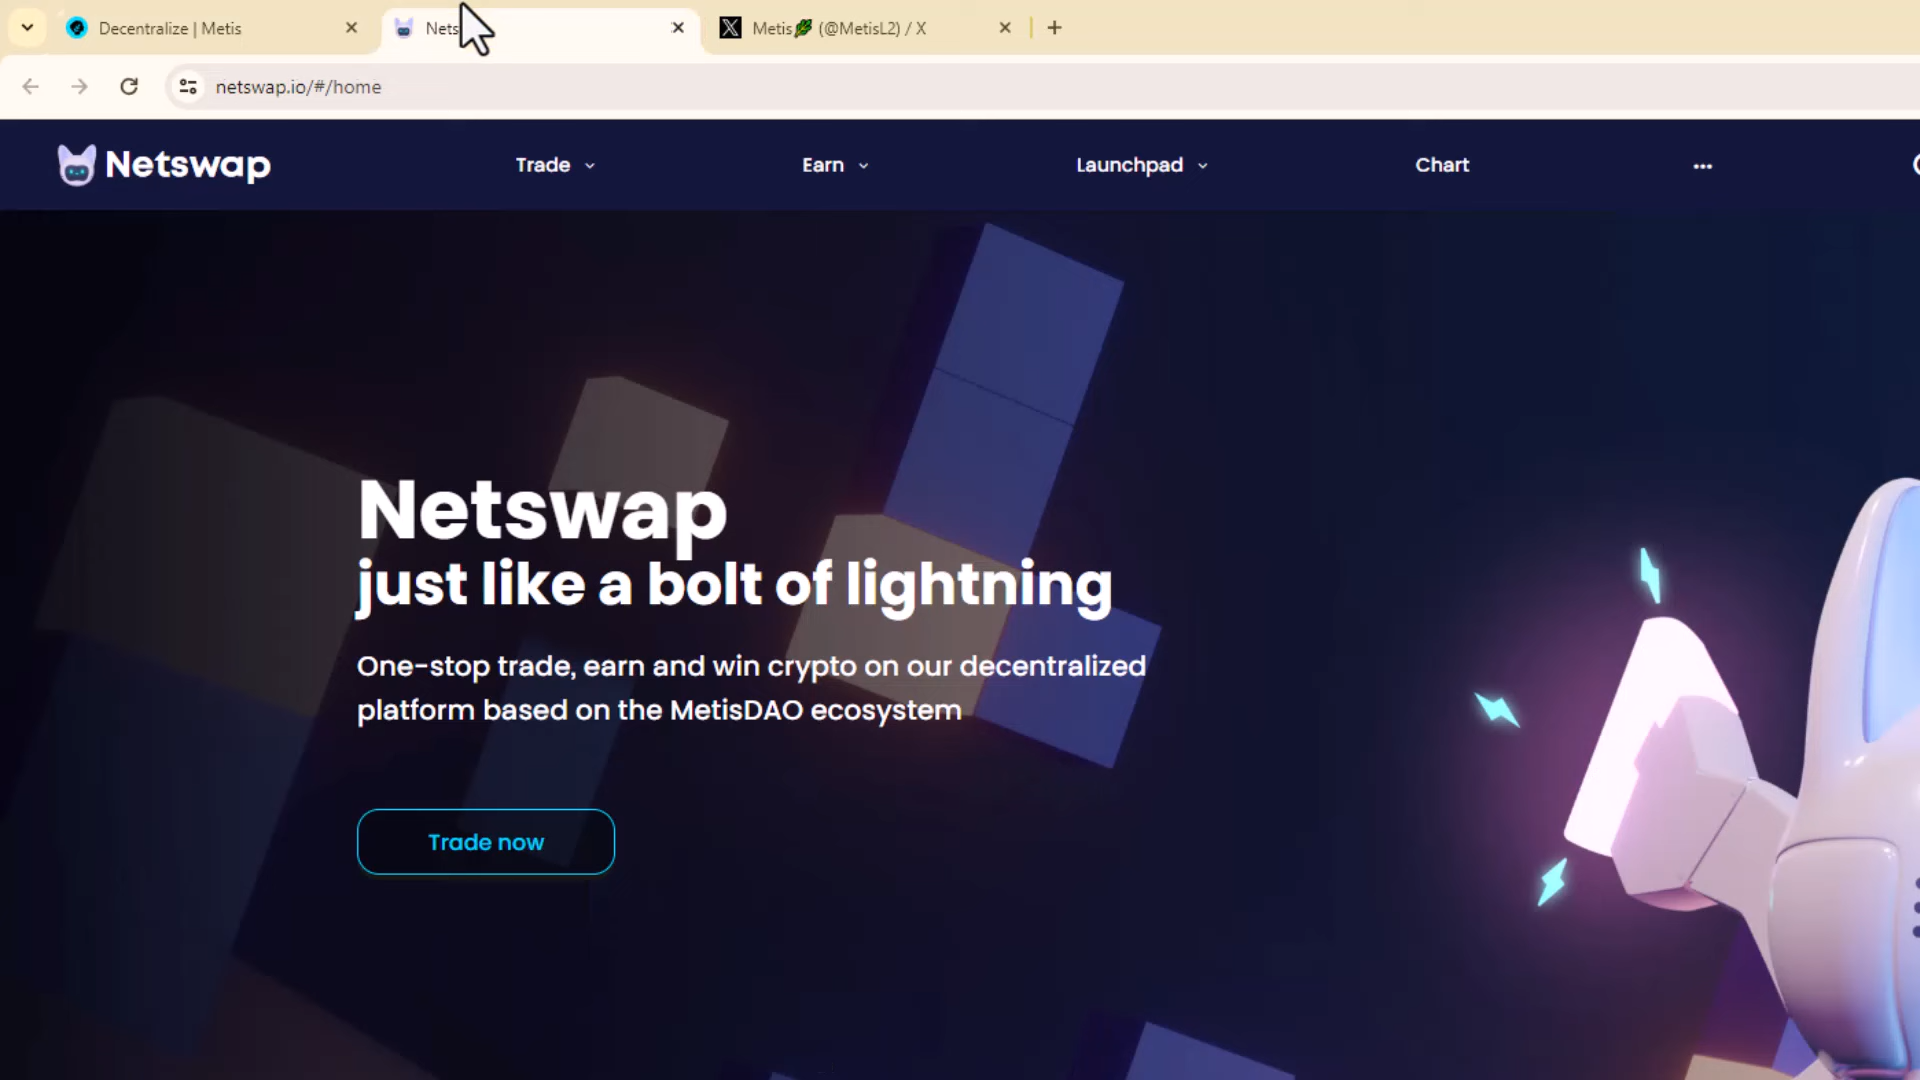 Decentralize | Metis
Nets
Metis🌿 (@MetisL2) / X
netswap.io/#/home
Netswap
Trade
Earn
Launchpad
Chart
Netswap
just like a bolt of lightning
One-stop trade, earn and win crypto on our decentralized
platform based on the MetisDAO ecosystem
Trade now